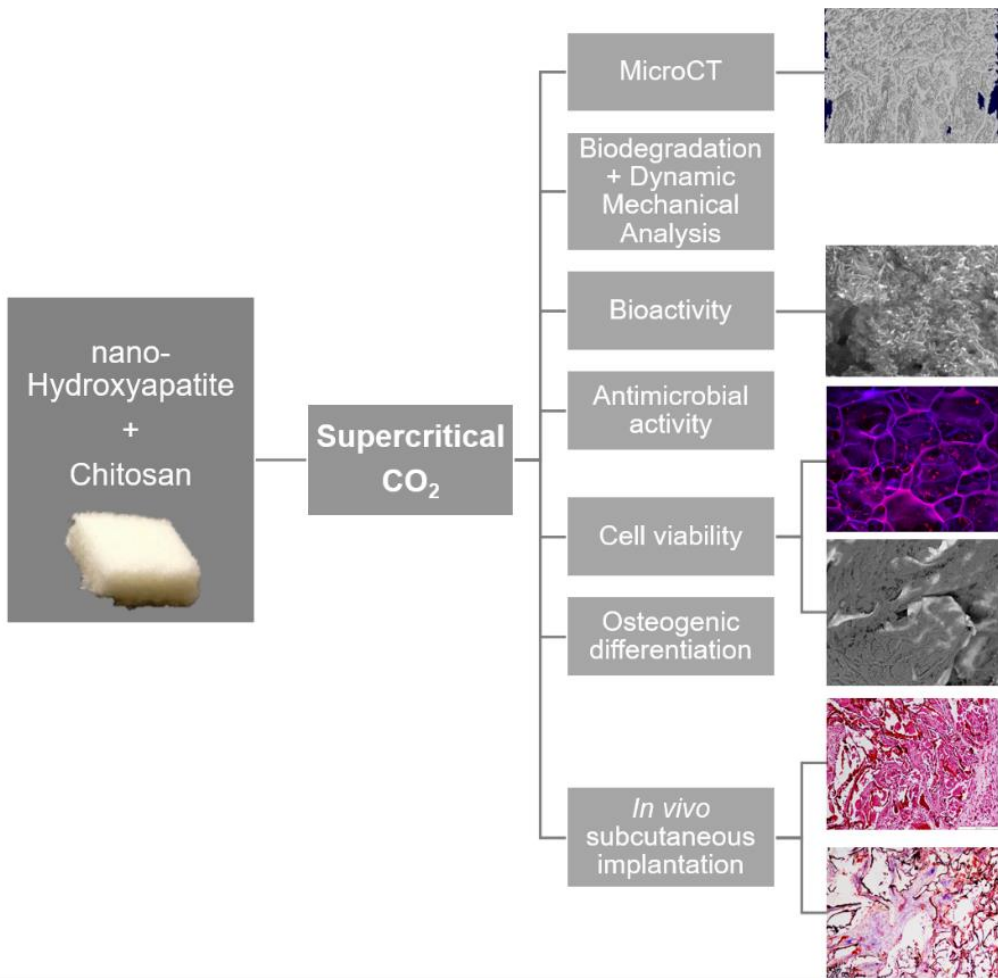 nano-
Hydroxyapatite
+
Chitosan
Supercritical
CO₂
MicroCT
Biodegradation
+ Dynamic
Mechanical
Analysis
Bioactivity
Antimicrobial
activity
Cell viability
Osteogenic
differentiation
In vivo
subcutaneous
implantation